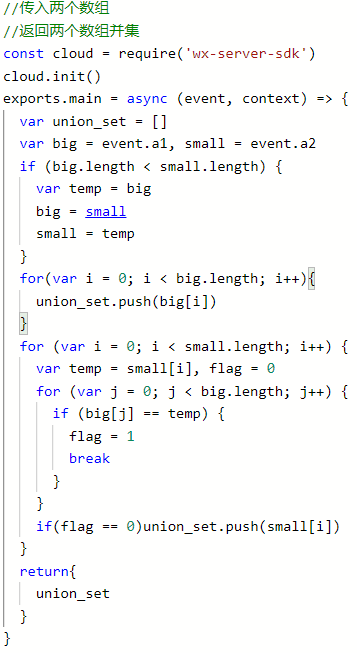 //传入两个数组
//返回两个数组并集
const cloud = require('wx-server-sdk')
cloud.init()
exports.main = async (event, context) => {
  var union_set = []
  var big = event.a1, small = event.a2
  if (big.length < small.length) {
    var temp = big
    big = small
    small = temp
  }
  for(var i = 0; i < big.length; i++){
    union_set.push(big[i])
  }
  for (var i = 0; i < small.length; i++) {
    var temp = small[i], flag = 0
    for (var j = 0; j < big.length; j++) {
      if (big[j] == temp) {
        flag = 1
        break
      }
    }
    if(flag == 0)union_set.push(small[i])
  }
  return{
    union_set
  }
}